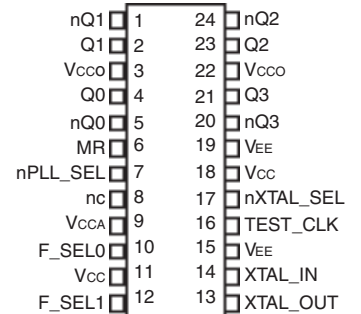 nQ1 1 24 nQ2
Q1 2 23 Q2
VCCO 3 22 VCCO
Q0 4 21 Q3
nQ0 5 20 nQ3
MR 6 19 VEE
nPLL_SEL 7 18 VCC
nc 8 17 nXTAL_SEL
VCCA 9 16 TEST_CLK
F_SEL0 10 15 VEE
VCC 11 14 XTAL_IN
F_SEL1 12 13 XTAL_OUT